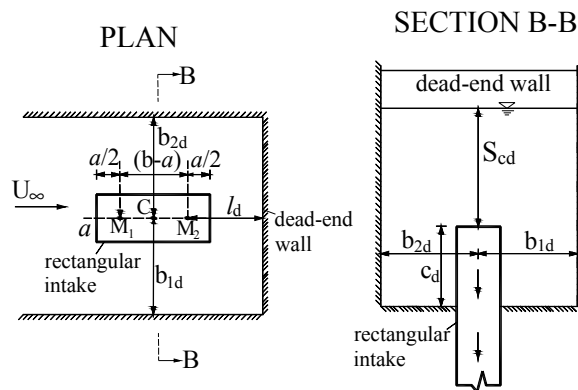 PLAN
B
b2d
a/2 (b-a) a/2
U∞
C
a
M1 M2
ld
dead-end
wall
rectangular
intake
b1d
B
SECTION B-B
dead-end wall
Scd
b2d b1d
cd
rectangular
intake